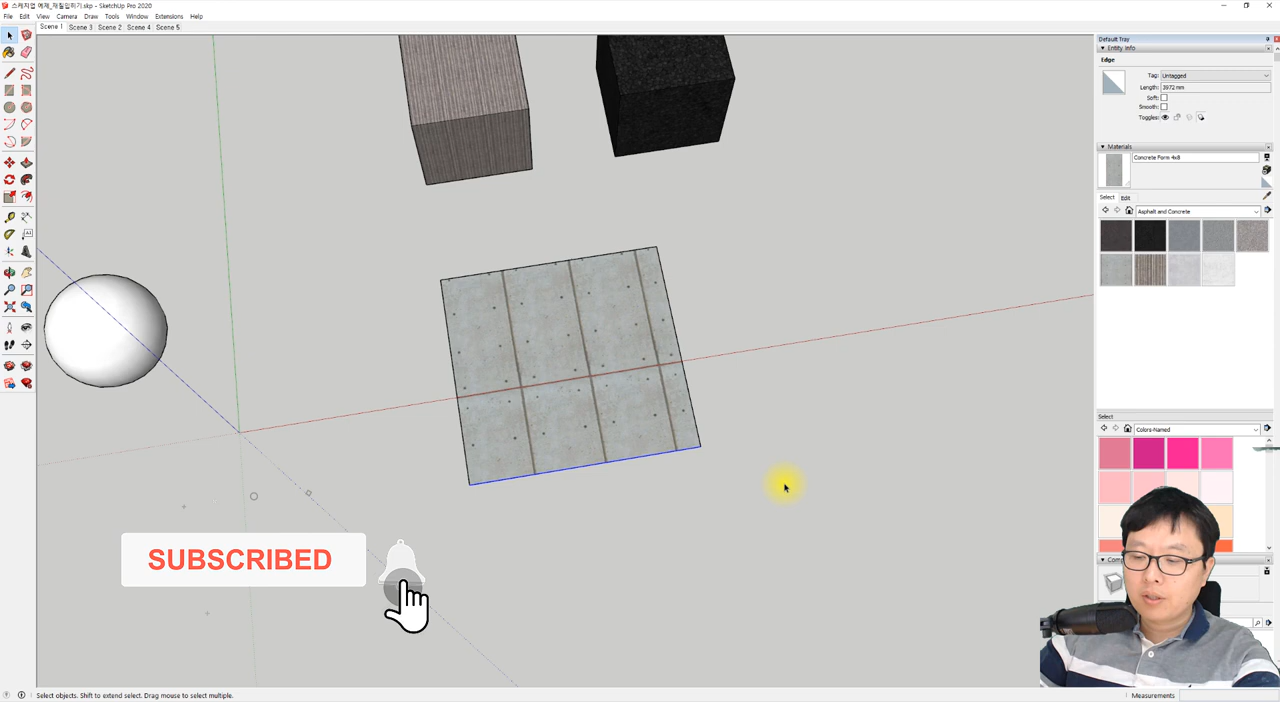 스케치업 예제_재질입히기.skp - SketchUp Pro 2020
File Edit View Camera Draw Tools Window Extensions Help
Scene 1 Scene 3 Scene 2 Scene 4 Scene 5
Default Tray
Entity Info
Edge
Tag: Untagged
Length: 3972 mm
Soft:
Smooth:
Toggles:
Materials
Concrete Form 4x8
Select Edit
Asphalt and Concrete
Select
Colors-Named
SUBSCRIBED
Select objects. Shift to extend select. Drag mouse to select multiple.
Measurements